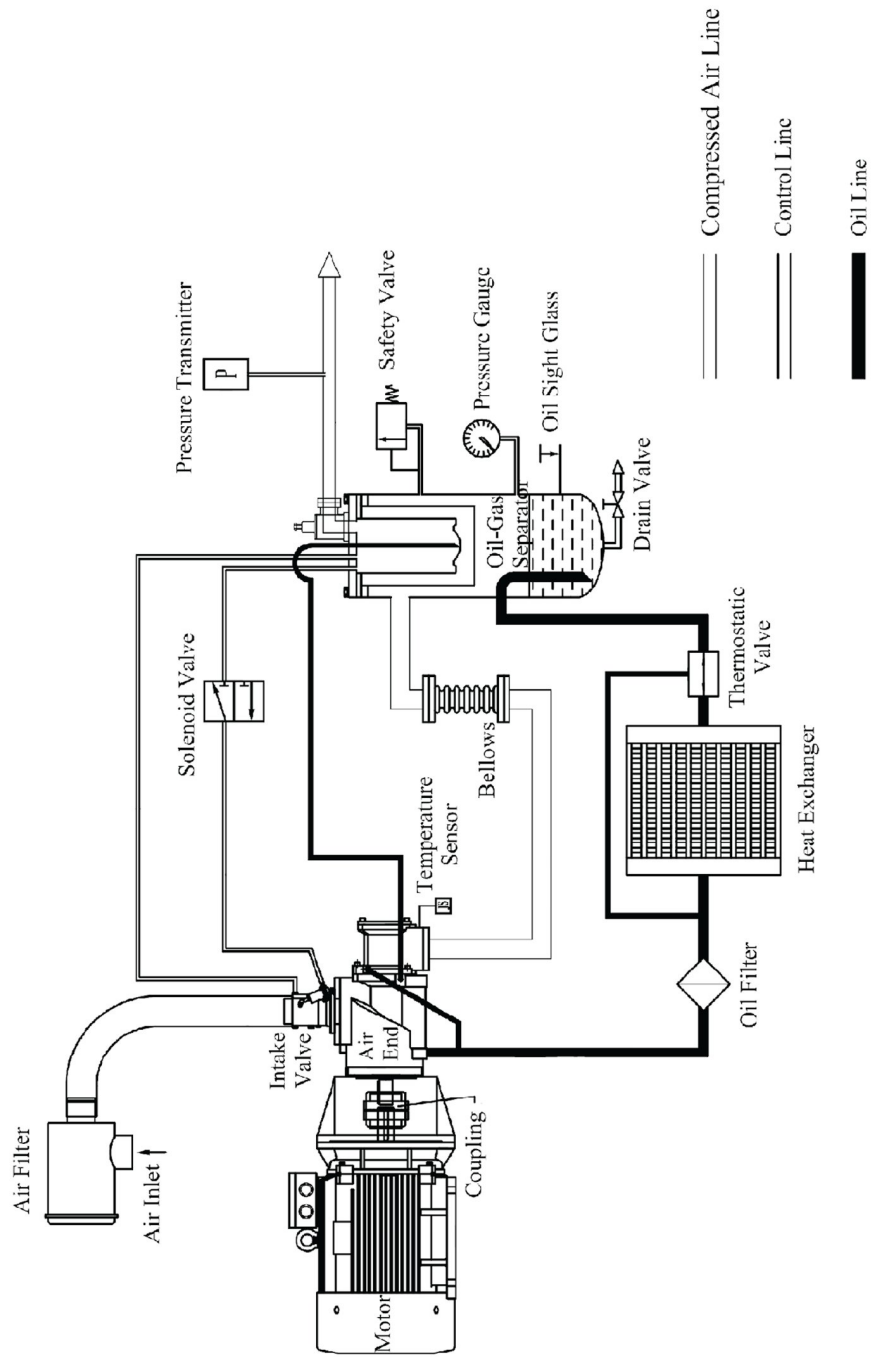 Air Filter
Air Inlet
Intake
Valve
Solenoid Valve
Pressure Transmitter
P
Safety Valve
Pressure Gauge
Oil Sight Glass
Oil-Gas
Separator
Drain Valve
Motor
Coupling
Air
End
Temperature
Sensor
Bellows
Oil Filter
Heat Exchanger
Thermostatic
Valve
Compressed Air Line
Control Line
Oil Line